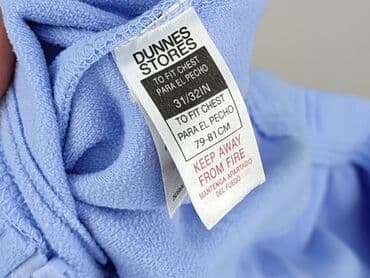 DUNNES
STORES
TO FIT CHEST
PARA EL PECHO
31/32IN
TO FIT CHEST
PARA EL PECHO
79-81CM
KEEP AWAY
FROM FIRE
MANTENGA APARTADO
DEL FUEGO